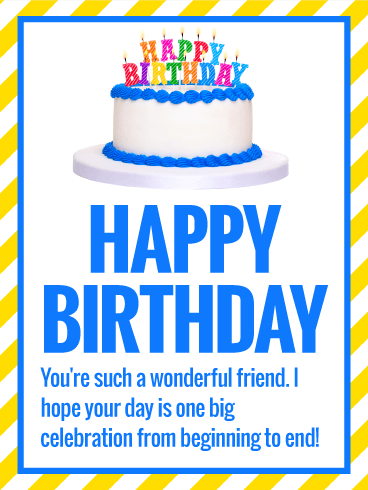 HAPPY
BIRTHDAY
HAPPY
BIRTHDAY
You're such a wonderful friend. I
hope your day is one big
celebration from beginning to end!